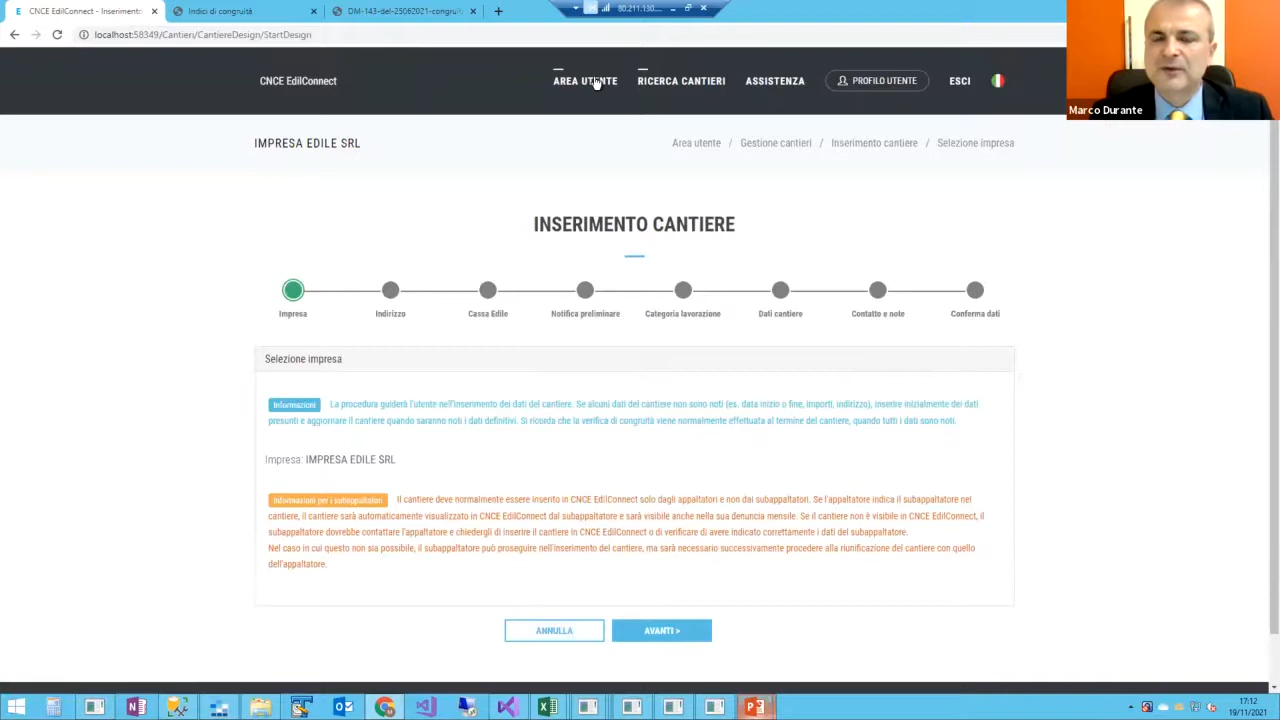 CNCE EdilConnect - Inseriment
Indici di congruità
DM-143-del-25062021-congruit
80.211.130....
localhost:58349/Cantieri/CantiereDesign/StartDesign
CNCE EdilConnect
AREA UTENTE
RICERCA CANTIERI
ASSISTENZA
PROFILO UTENTE
ESCI
Marco Durante
IMPRESA EDILE SRL
Area utente / Gestione cantieri / Inserimento cantiere / Selezione impresa
INSERIMENTO CANTIERE
Impresa
Indirizzo
Cassa Edile
Notifica preliminare
Categoria lavorazione
Dati cantiere
Contatto e note
Conferma dati
Selezione impresa
Informazioni La procedura guiderà l'utente nell'inserimento dei dati del cantiere. Se alcuni dati del cantiere non sono noti (es. data inizio o fine, importi, indirizzo), inserire inizialmente dei dati
presunti e aggiornare il cantiere quando saranno noti i dati definitivi. Si ricorda che la verifica di congruità viene normalmente effettuata al termine del cantiere, quando tutti i dati sono noti.
Impresa: IMPRESA EDILE SRL
Informazioni per i subappaltatori Il cantiere deve normalmente essere inserito in CNCE EdilConnect solo dagli appaltatori e non dai subappaltatori. Se l'appaltatore indica il subappaltatore nel
cantiere, il cantiere sarà automaticamente visualizzato in CNCE EdilConnect dal subappaltatore e sarà visibile anche nella sua denuncia mensile. Se il cantiere non è visibile in CNCE EdilConnect, il
subappaltatore dovrebbe contattare l'appaltatore e chiedergli di inserire il cantiere in CNCE EdilConnect o di verificare di avere indicato correttamente i dati del subappaltatore.
Nel caso in cui questo non sia possibile, il subappaltatore può proseguire nell'inserimento del cantiere, ma sarà necessario successivamente procedere alla riunificazione del cantiere con quello
dell'appaltatore.
ANNULLA
AVANTI >
17:12
19/11/2021